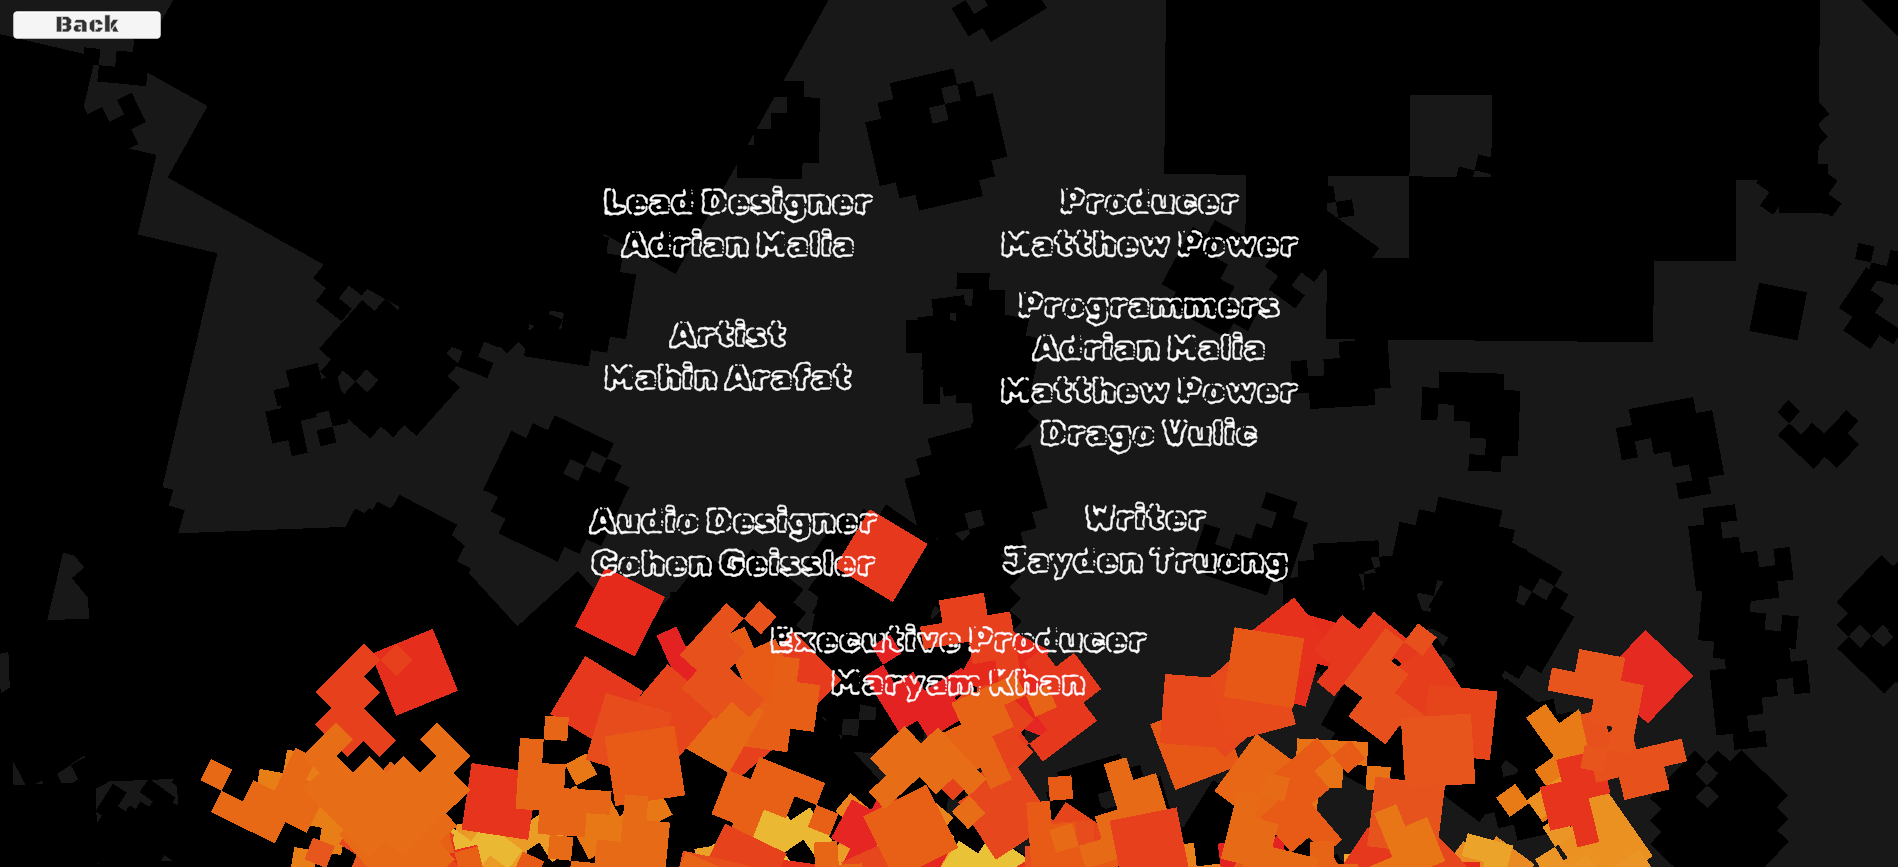 Back
Lead Designer
Adrian Malia
Producer
Matthew Power
Artist
Mahin Arafat
Programmers
Adrian Malia
Matthew Power
Drago Vulic
Audio Designer
Cohen Geissler
Writer
Jayden Truong
Executive Producer
Maryam Khan